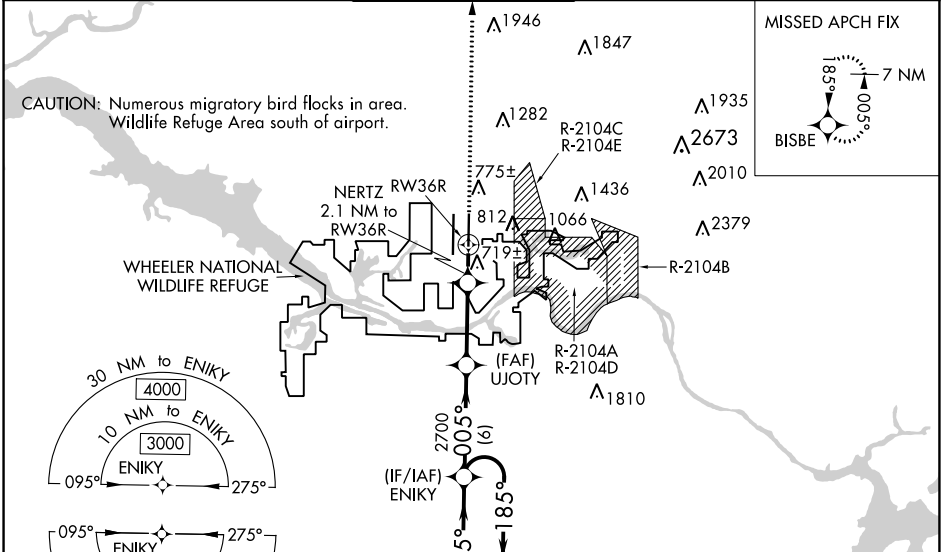 1946
1847
MISSED APCH FIX
185°
7 NM
005°
BISBE
CAUTION: Numerous migratory bird flocks in area.
Wildlife Refuge Area south of airport.
1282
1935
R-2104C
R-2104E
2673
775±
2010
NERTZ
2.1 NM to
RW36R
RW36R
1436
812
1066
2379
719±
WHEELER NATIONAL
WILDLIFE REFUGE
R-2104B
R-2104A
R-2104D
(FAF)
UJOTY
1810
30 NM to ENIKY
4000
10 NM to ENIKY
3000
ENIKY
095°
275°
2700
005°
(6)
(IF/IAF)
ENIKY
185°
095°
275°
ENIKY
5°